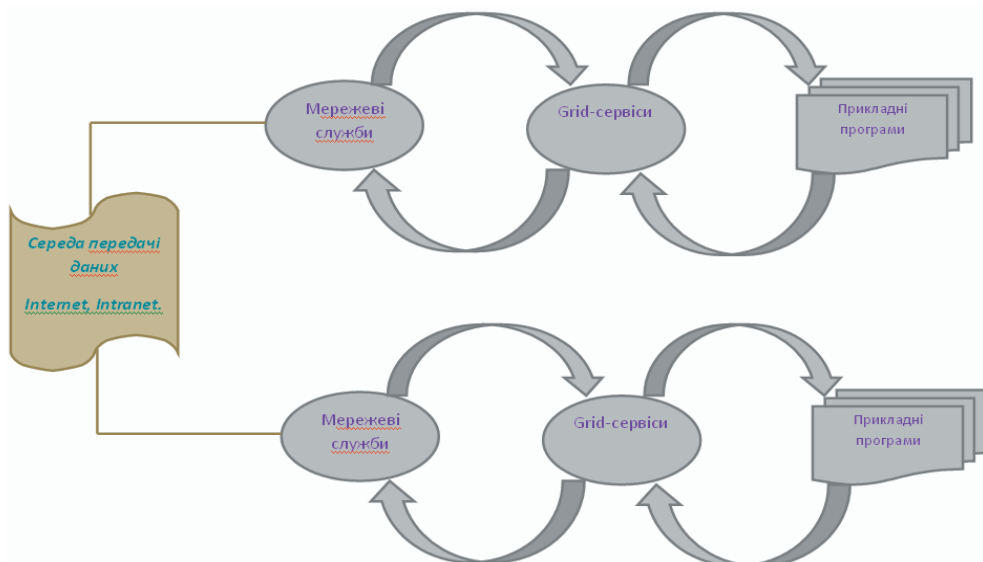 Мережеві
служби
Grid-сервіси
Прикладні
програми
Середа передачі
даних
Internet, Intranet.
Мережеві
служби
Grid-сервіси
Прикладні
програми